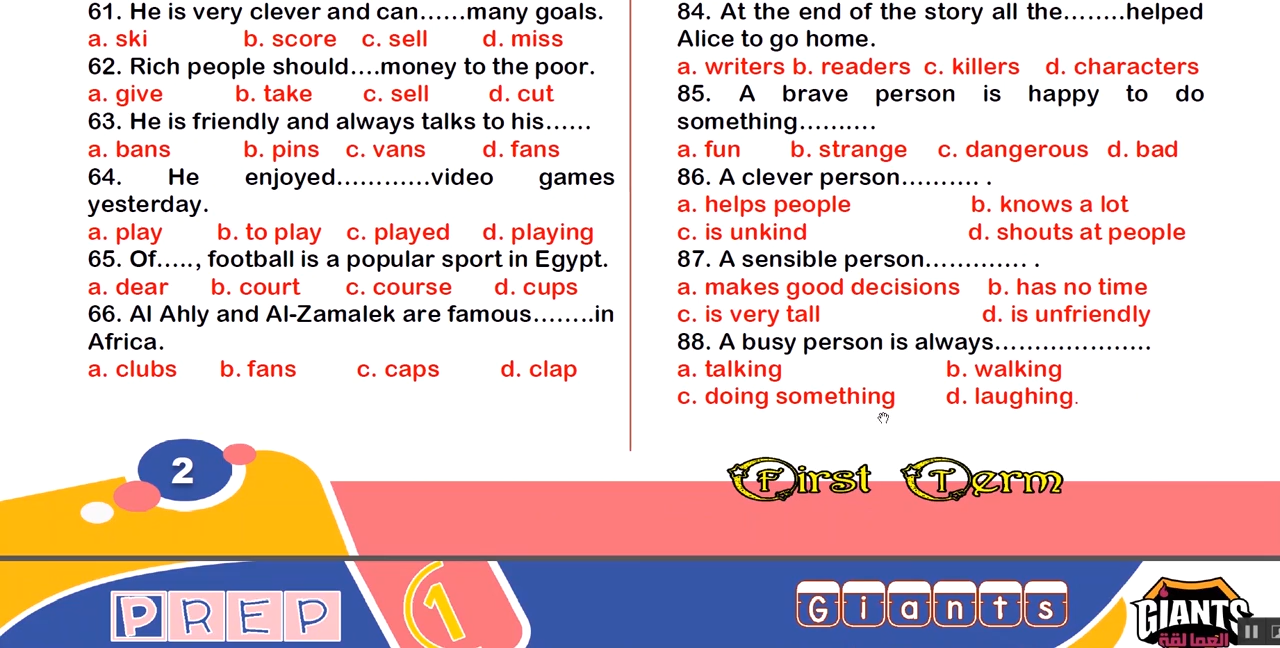 61. He is very clever and can......many goals.
a. ski b. score c. sell d. miss
62. Rich people should....money to the poor.
a. give b. take c. sell d. cut
63. He is friendly and always talks to his......
a. bans b. pins c. vans d. fans
64. He enjoyed............video games
yesterday.
a. play b. to play c. played d. playing
65. Of....., football is a popular sport in Egypt.
a. dear b. court c. course d. cups
66. Al Ahly and Al-Zamalek are famous........in
Africa.
a. clubs b. fans c. caps d. clap
84. At the end of the story all the........helped
Alice to go home.
a. writers b. readers c. killers d. characters
85. A brave person is happy to do
something..........
a. fun b. strange c. dangerous d. bad
86. A clever person.......... .
a. helps people b. knows a lot
c. is unkind d. shouts at people
87. A sensible person............. .
a. makes good decisions b. has no time
c. is very tall d. is unfriendly
88. A busy person is always....................
a. talking b. walking
c. doing something d. laughing.
2
First Term
PREP 1
Giants
GIANTS
العمالقة